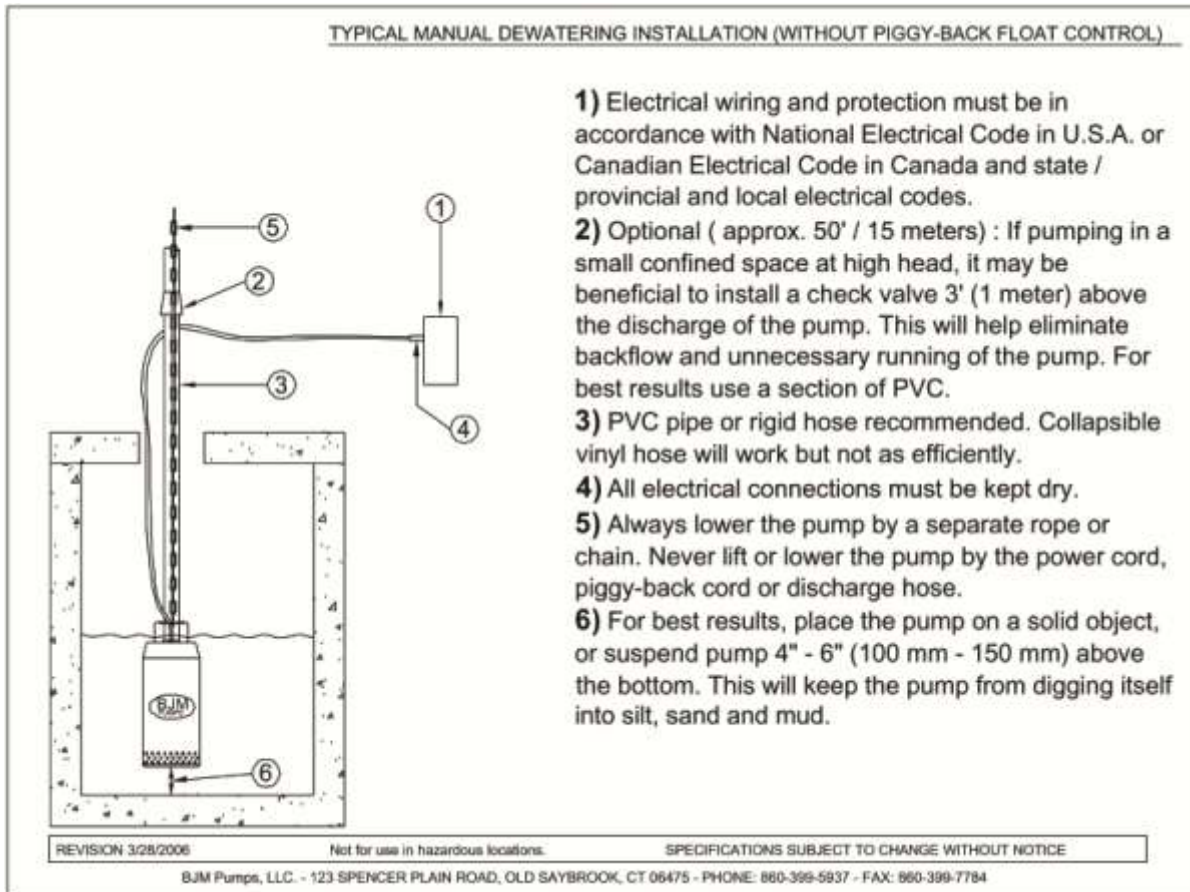 TYPICAL MANUAL DEWATERING INSTALLATION (WITHOUT PIGGY-BACK FLOAT CONTROL)
1) Electrical wiring and protection must be in
accordance with National Electrical Code in U.S.A. or
Canadian Electrical Code in Canada and state /
provincial and local electrical codes.
2) Optional ( approx. 50' / 15 meters) : If pumping in a
small confined space at high head, it may be
beneficial to install a check valve 3' (1 meter) above
the discharge of the pump. This will help eliminate
backflow and unnecessary running of the pump. For
best results use a section of PVC.
3) PVC pipe or rigid hose recommended. Collapsible
vinyl hose will work but not as efficiently.
4) All electrical connections must be kept dry.
5) Always lower the pump by a separate rope or
chain. Never lift or lower the pump by the power cord,
piggy-back cord or discharge hose.
6) For best results, place the pump on a solid object,
or suspend pump 4" - 6" (100 mm - 150 mm) above
the bottom. This will keep the pump from digging itself
into silt, sand and mud.
1
5
2
3
4
BJM
6
REVISION 3/28/2006
Not for use in hazardous locations.
SPECIFICATIONS SUBJECT TO CHANGE WITHOUT NOTICE
BJM Pumps, LLC. - 123 SPENCER PLAIN ROAD, OLD SAYBROOK, CT 06475 - PHONE: 860-399-5937 - FAX: 860-399-7784